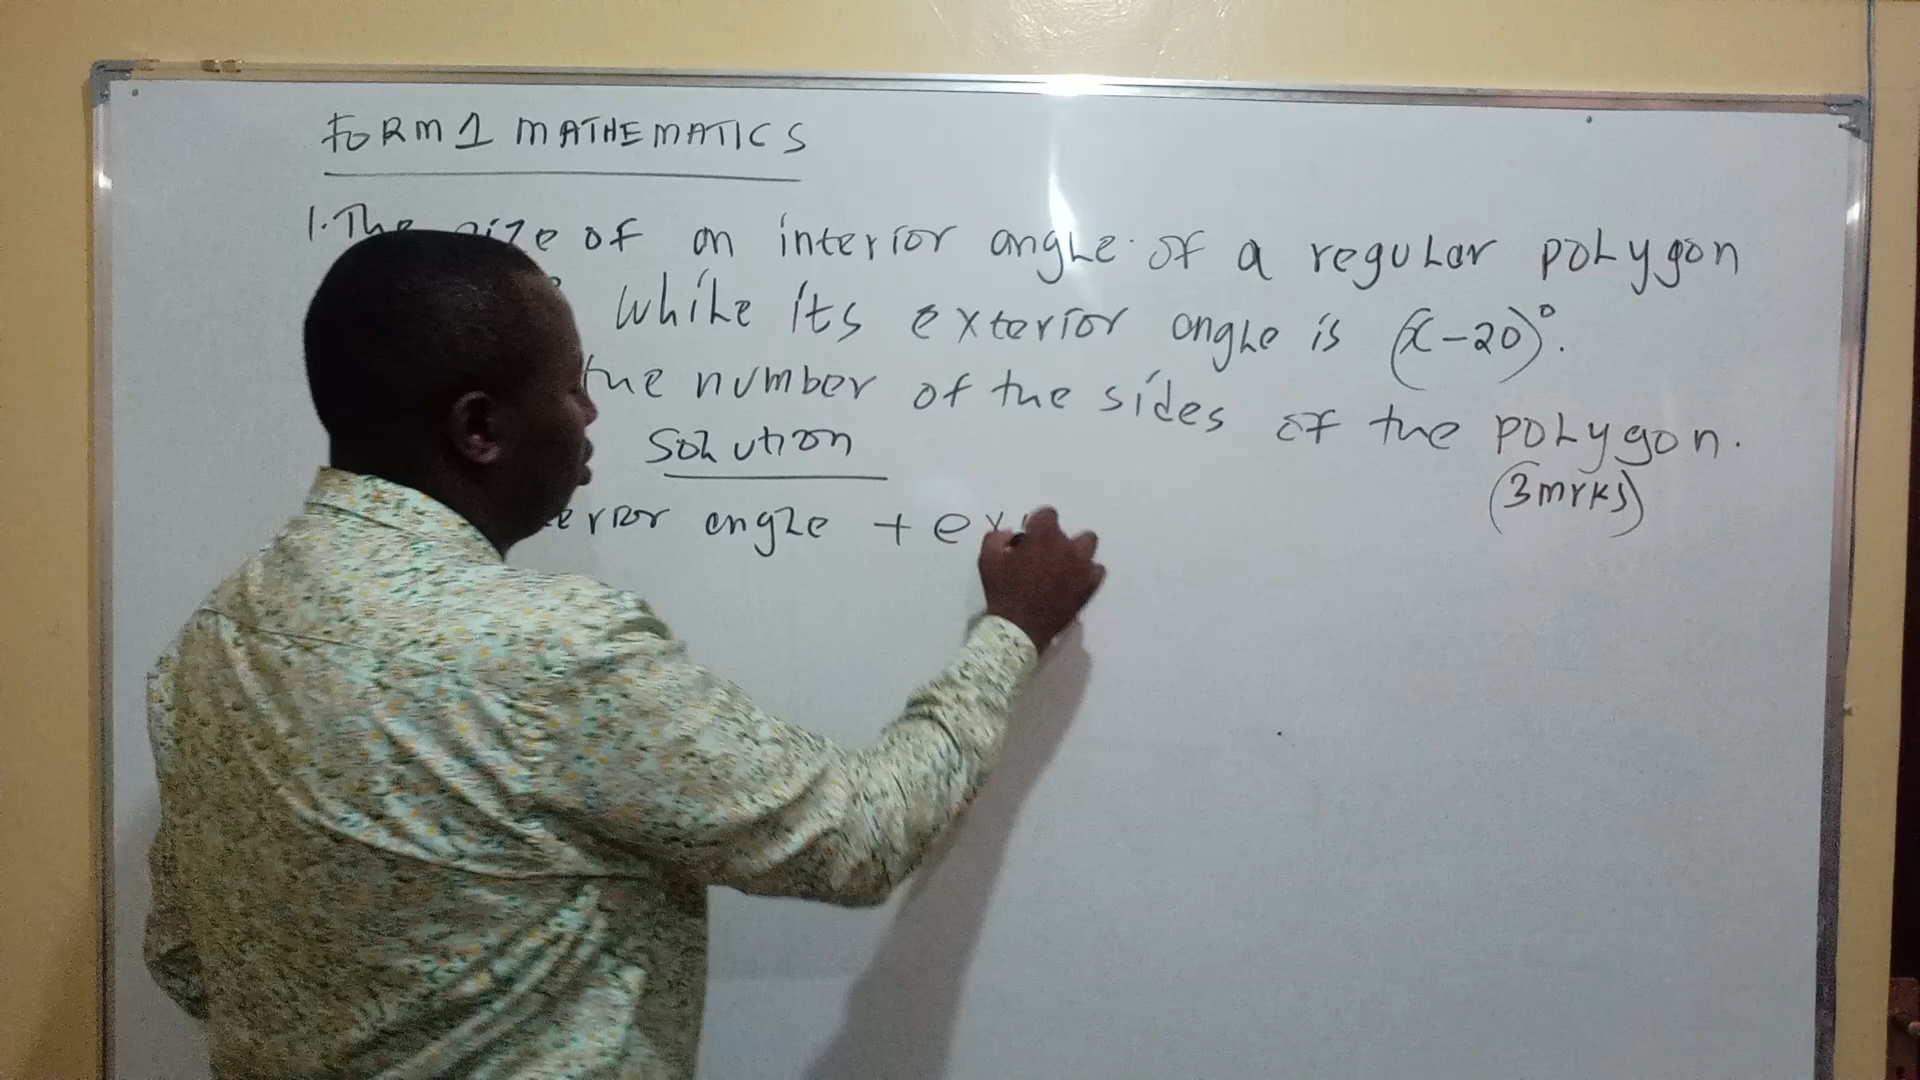 FORM 1 MATHEMATICS
1. The size of an interior angle of a regular polygon
while its exterior angle is (x-20)°.
the number of the sides of the polygon.
(3mrks)
Solution
erior angle + ex